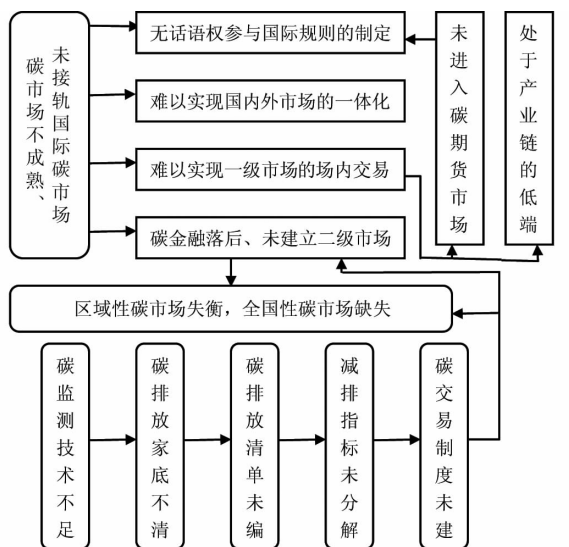 碳市场不成熟、
未接轨国际碳市场
无话语权参与国际规则的制定
难以实现国内外市场的一体化
难以实现一级市场的场内交易
碳金融落后、未建立二级市场
未进入碳期货市场
处于产业链的低端
区域性碳市场失衡，全国性碳市场缺失
碳监测技术不足
碳排放家底不清
碳排放清单未编
减排指标未分解
碳交易制度未建